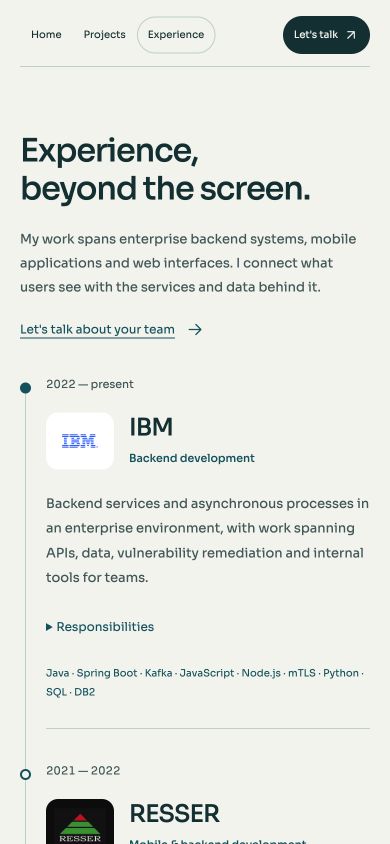 Home Projects Experience Let's talk
Experience,
beyond the screen.
My work spans enterprise backend systems, mobile
applications and web interfaces. I connect what
users see with the services and data behind it.
Let's talk about your team
2022 — present
IBM
IBM
Backend development
Backend services and asynchronous processes in
an enterprise environment, with work spanning
APIs, data, vulnerability remediation and internal
tools for teams.
Responsibilities
Java · Spring Boot · Kafka · JavaScript · Node.js · mTLS · Python ·
SQL · DB2
2021 — 2022
RESSER
RESSER
Mobile & backend development